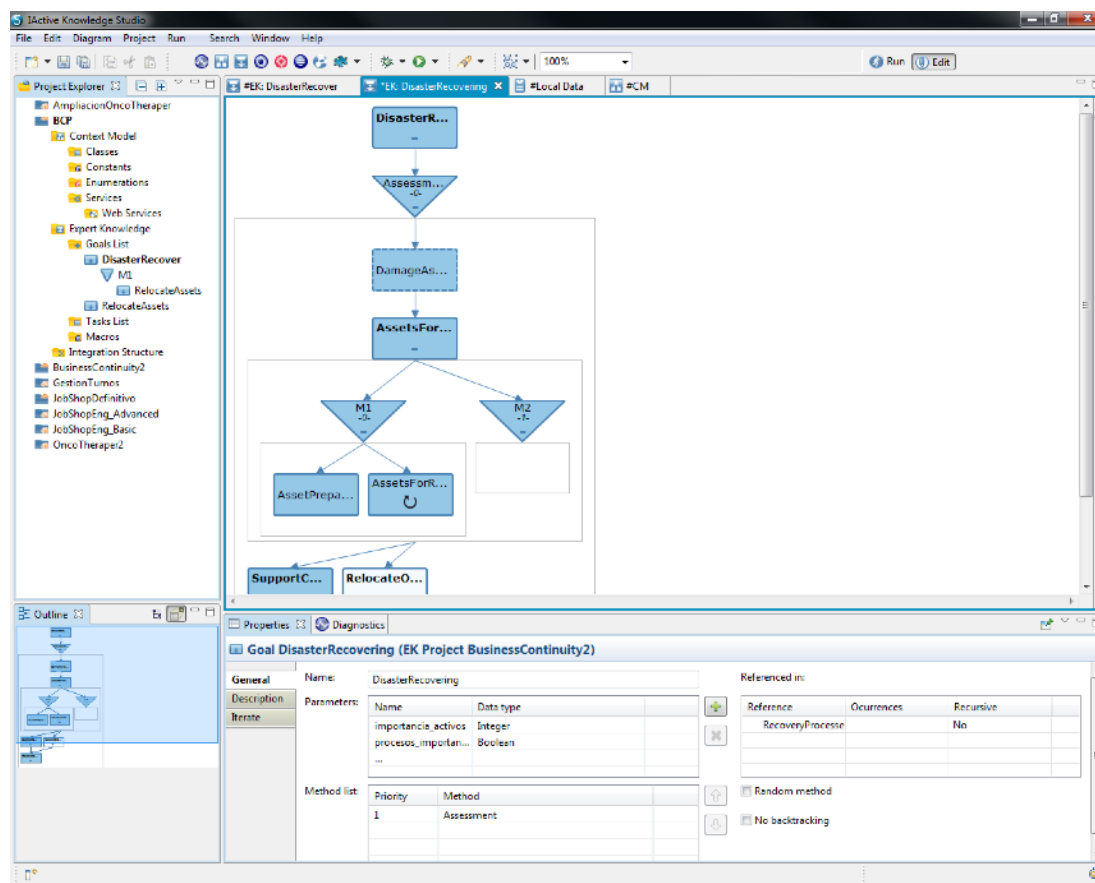 IActive Knowledge Studio
File Edit Diagram Project Run Search Window Help
100%
Run Edit
Project Explorer
#EK: DisasterRecover *EK: DisasterRecovering #Local Data #CM
AmpliacionOncoTheraper
BCP
Context Model
Classes
Constants
Enumerations
Services
Web Services
Expert Knowledge
Goals List
DisasterRecover
M1
RelocateAssets
RelocateAssets
Tasks List
Macros
Integration Structure
BusinessContinuity2
GestionTurnos
JobShopDefinitivo
JobShopEng_Advanced
JobShopEng_Basic
OncoTheraper2
DisasterR...
Assessm...
-0-
DamageAs...
AssetsFor...
M1
-0-
M2
-1-
AssetPrepa...
AssetsForR...
SupportC...
RelocateO...
Outline
Properties Diagnostics
Goal DisasterRecovering (EK Project BusinessContinuity2)
General
Description
Iterate
Name: DisasterRecovering
Parameters:
Name Data type
importancia_activos Integer
procesos_importan... Boolean
...
Method list:
Priority Method
1 Assessment
Referenced in:
Reference Ocurrences Recursive
RecoveryProcesse No
Random method
No backtracking